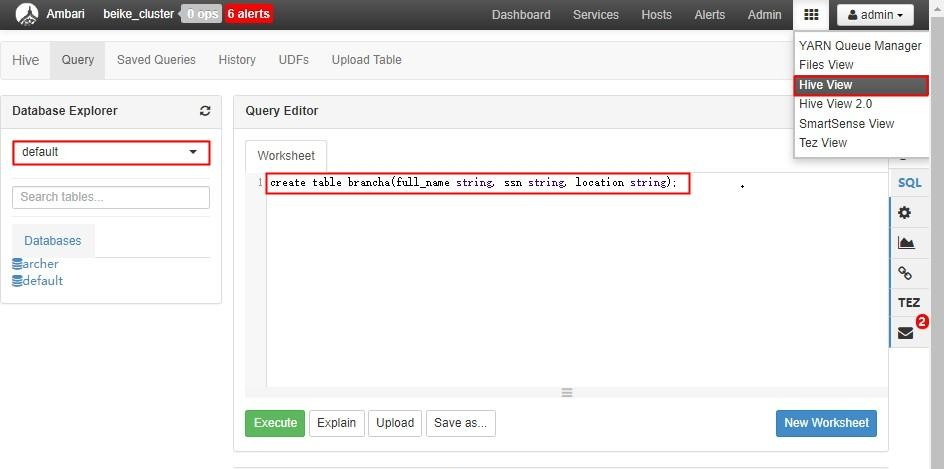 Ambari beike_cluster 0 ops 6 alerts Dashboard Services Hosts Alerts Admin admin
YARN Queue Manager
Files View
Hive View
Hive View 2.0
SmartSense View
Tez View
Hive Query Saved Queries History UDFs Upload Table
Database Explorer
default
Search tables...
Databases
archer
default
Query Editor
Worksheet
1 create table brancha(full_name string, ssn string, location string);
Execute Explain Upload Save as... New Worksheet
SQL
TEZ
2